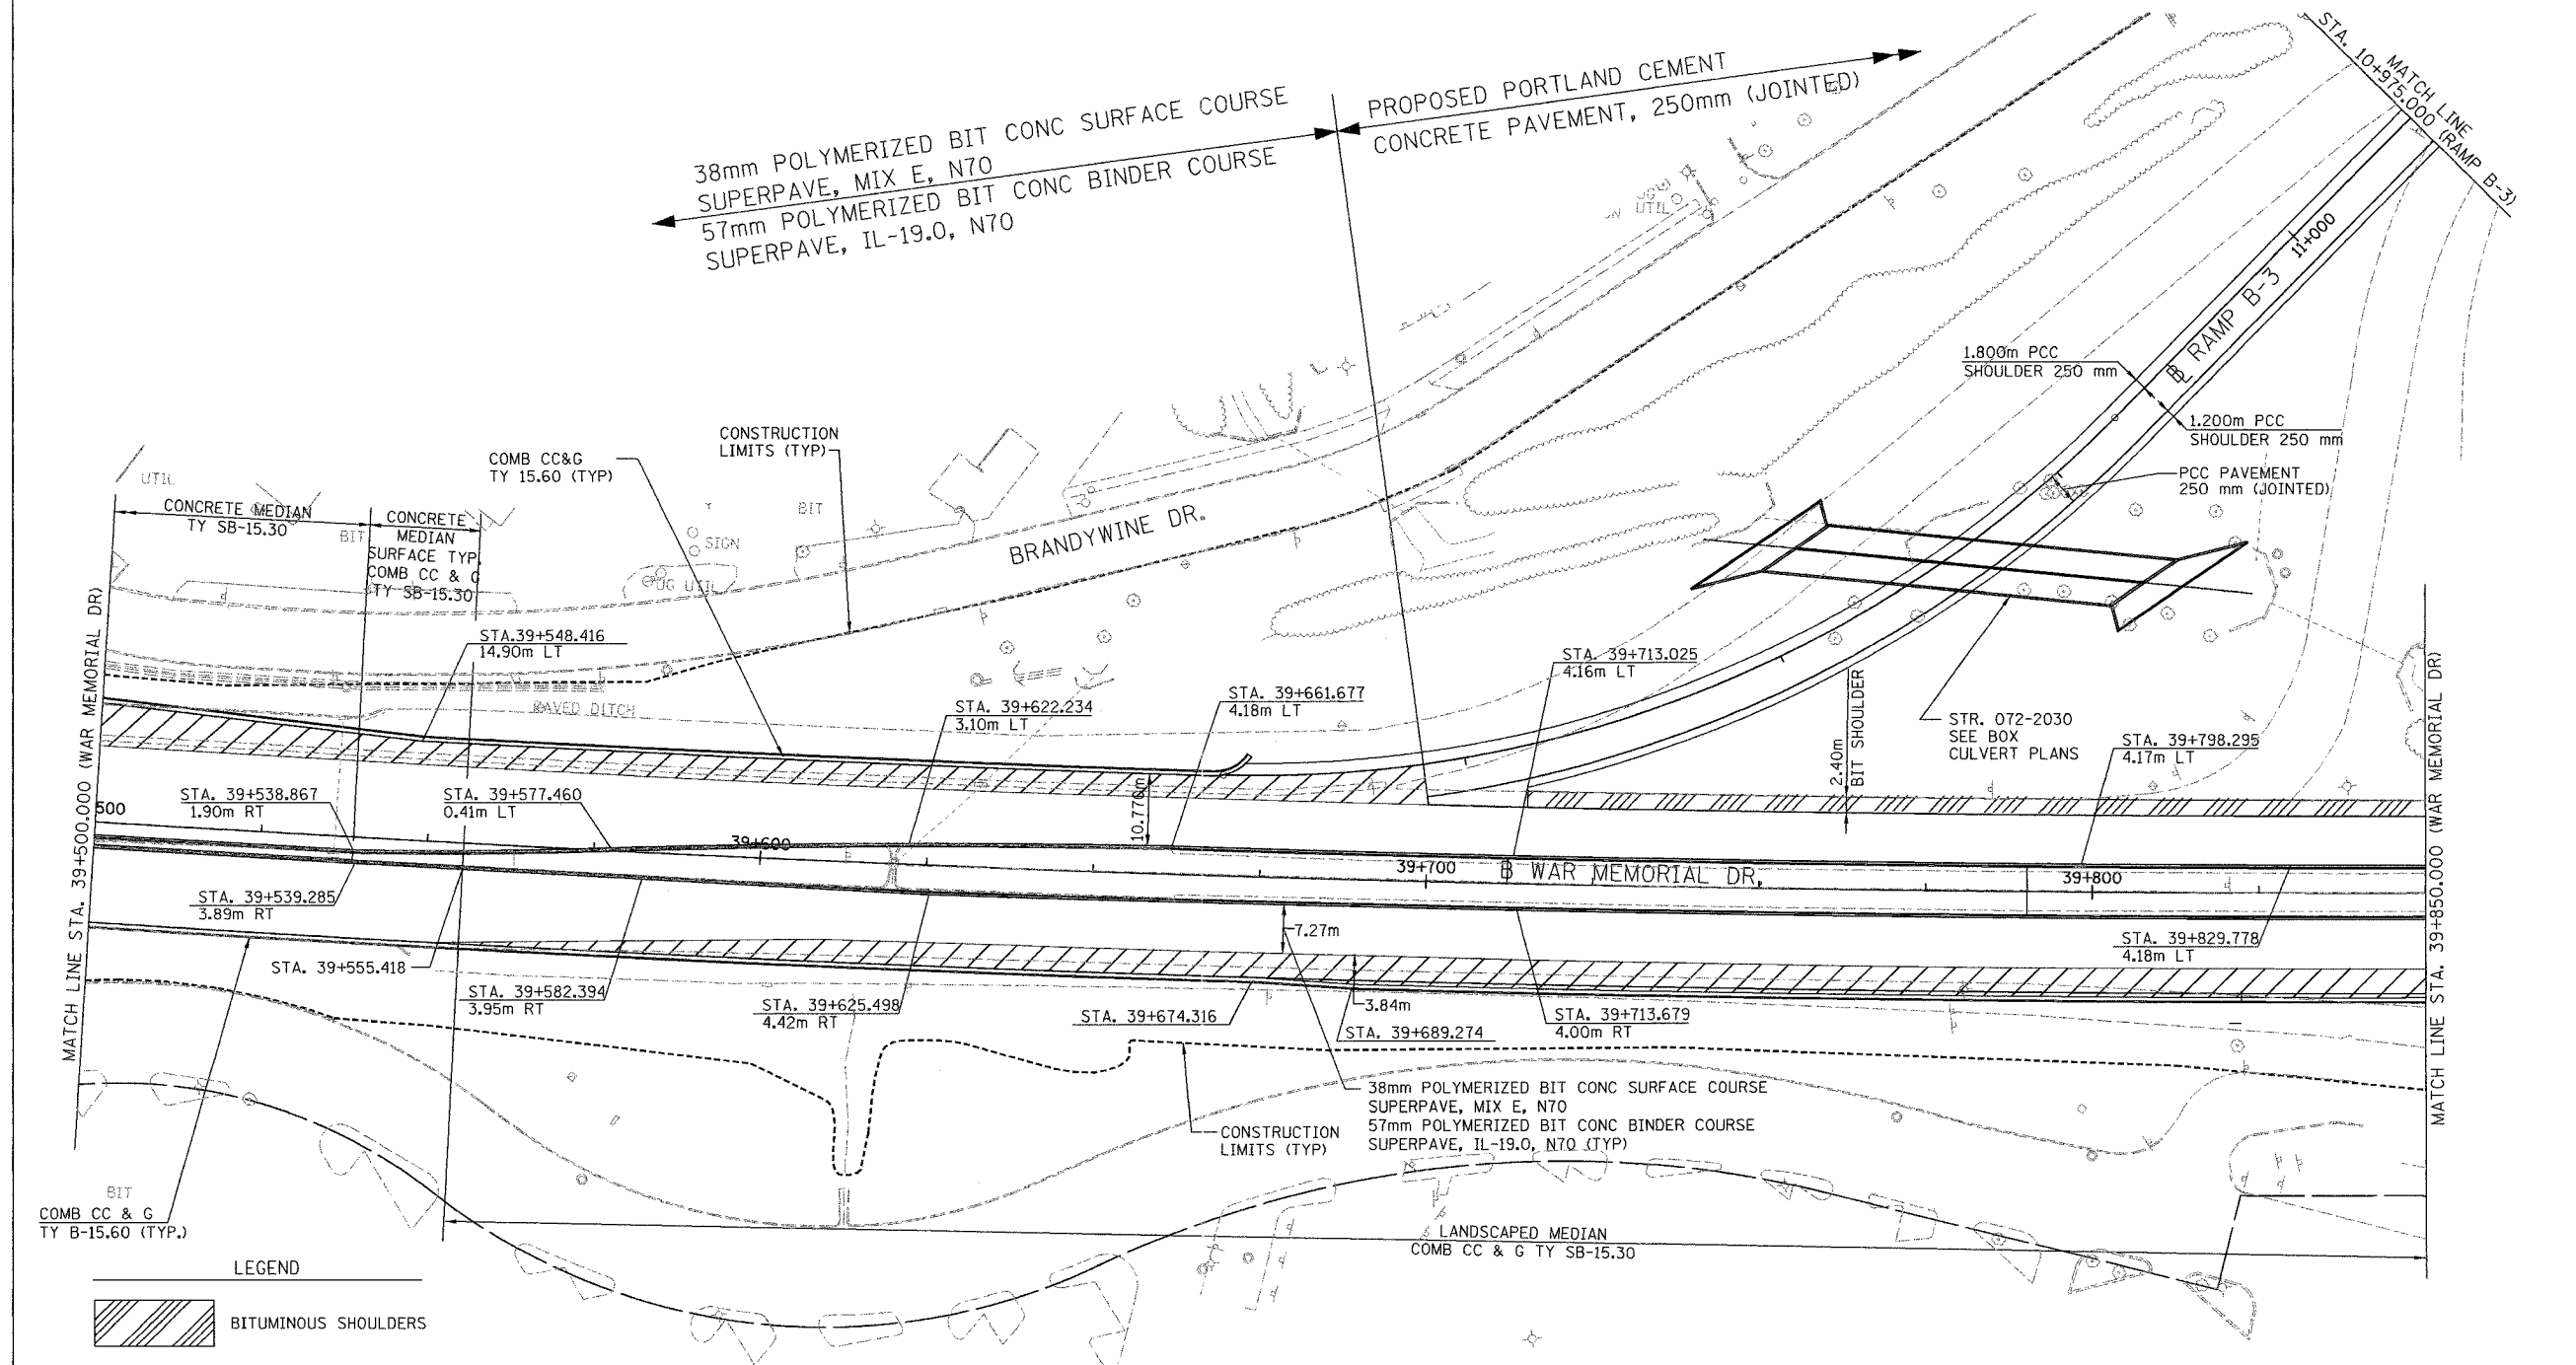 38mm POLYMERIZED BIT CONC SURFACE COURSE
SUPERPAVE, MIX E, N70
57mm POLYMERIZED BIT CONC BINDER COURSE
SUPERPAVE, IL-19.0, N70
PROPOSED PORTLAND CEMENT
CONCRETE PAVEMENT, 250mm (JOINTED)
MATCH LINE
STA. 10+975.000 (RAMP B-3)
11+000
RAMP B-3
UTIL
1.800m PCC
SHOULDER 250 mm
1.200m PCC
SHOULDER 250 mm
PCC PAVEMENT
250 mm (JOINTED)
CONSTRUCTION
LIMITS (TYP)
COMB CC&G
TY 15.60 (TYP)
UTIL
CONCRETE MEDIAN
TY SB-15.30
BIT
CONCRETE
MEDIAN
SURFACE TYP
COMB CC & G
TY SB-15.30
BIT
SIGN
UG UTIL
BRANDYWINE DR.
STA.39+548.416
14.90m LT
PAVED DITCH
STA. 39+622.234
3.10m LT
STA. 39+661.677
4.18m LT
STA. 39+713.025
4.16m LT
2.40m
BIT SHOULDER
STR. 072-2030
SEE BOX
CULVERT PLANS
STA. 39+798.295
4.17m LT
MATCH LINE STA. 39+500.000 (WAR MEMORIAL DR)
500
STA. 39+538.867
1.90m RT
STA. 39+577.460
0.41m LT
39+600
10.770m
39+700
WAR MEMORIAL DR.
39+800
STA. 39+539.285
3.89m RT
STA. 39+555.418
STA. 39+582.394
3.95m RT
STA. 39+625.498
4.42m RT
7.27m
3.84m
STA. 39+674.316
STA. 39+689.274
STA. 39+713.679
4.00m RT
STA. 39+829.778
4.18m LT
MATCH LINE STA. 39+850.000 (WAR MEMORIAL DR)
38mm POLYMERIZED BIT CONC SURFACE COURSE
SUPERPAVE, MIX E, N70
57mm POLYMERIZED BIT CONC BINDER COURSE
SUPERPAVE, IL-19.0, N70 (TYP)
CONSTRUCTION
LIMITS (TYP)
BIT
COMB CC & G
TY B-15.60 (TYP.)
LANDSCAPED MEDIAN
COMB CC & G TY SB-15.30
LEGEND
BITUMINOUS SHOULDERS